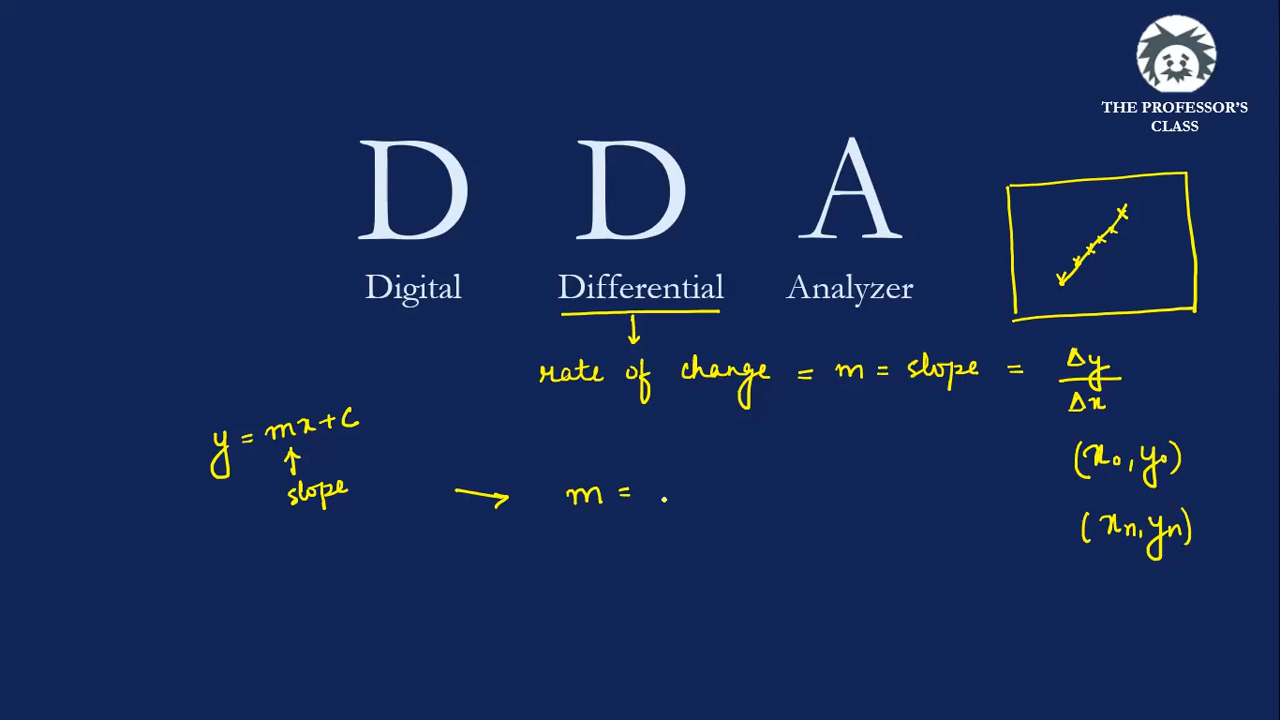 THE PROFESSOR'S
CLASS
D D A
Digital Differential Analyzer
rate of change = m = slope = Δy/Δx
y = mx + c
slope
(x₀, y₀)
m = .
(xₙ, yₙ)